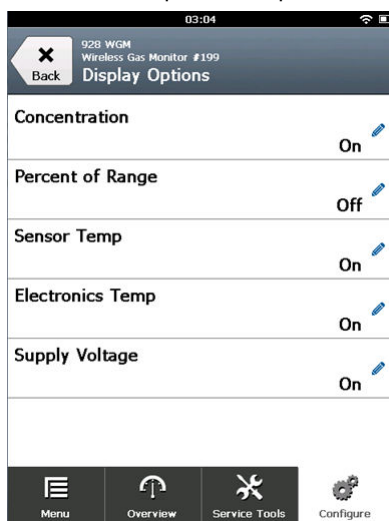 03:04
Back
928 WGM
Wireless Gas Monitor #199
Display Options
Concentration
On
Percent of Range
Off
Sensor Temp
On
Electronics Temp
On
Supply Voltage
On
Menu
Overview
Service Tools
Configure